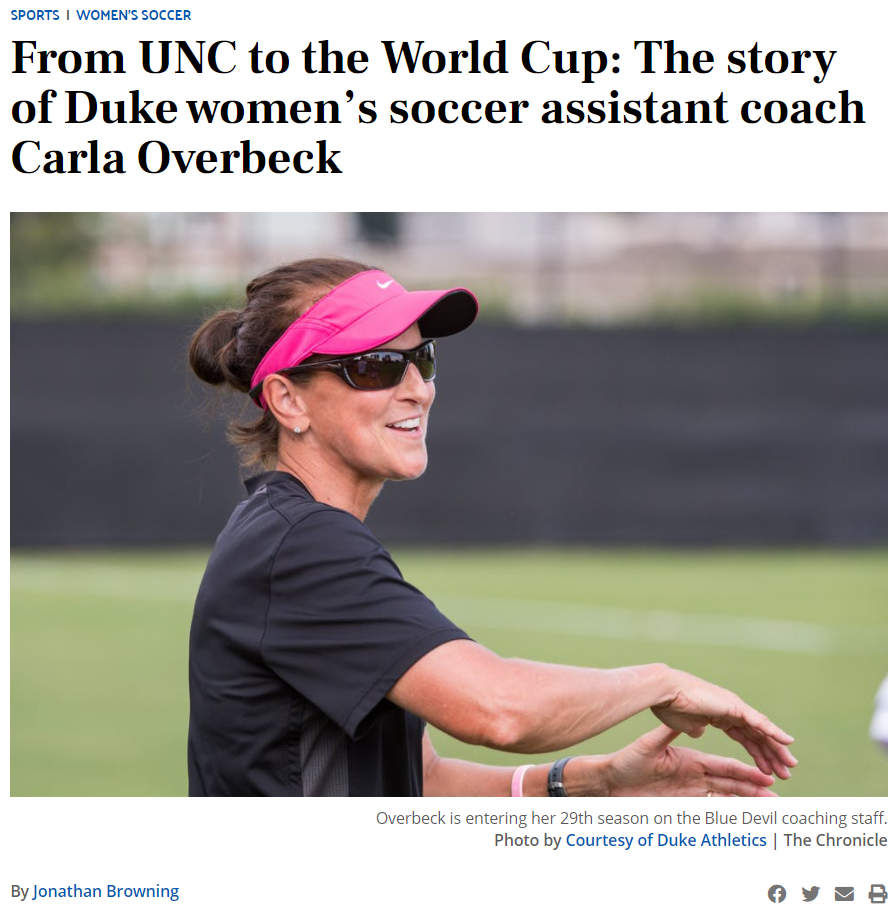 SPORTS | WOMEN'S SOCCER
From UNC to the World Cup: The story
of Duke women’s soccer assistant coach
Carla Overbeck
Overbeck is entering her 29th season on the Blue Devil coaching staff.
Photo by Courtesy of Duke Athletics | The Chronicle
By Jonathan Browning